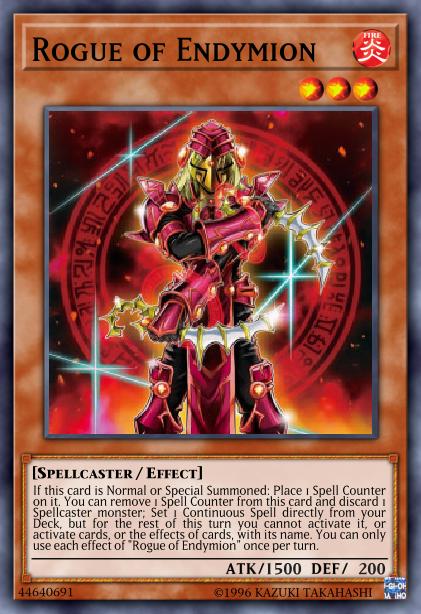 Rogue of Endymion
FIRE
炎
[Spellcaster / Effect]
If this card is Normal or Special Summoned: Place 1 Spell Counter
on it. You can remove 1 Spell Counter from this card and discard 1
Spellcaster monster; Set 1 Continuous Spell directly from your
Deck, but for the rest of this turn you cannot activate it, or
activate cards, or the effects of cards, with its name. You can only
use each effect of "Rogue of Endymion" once per turn.
ATK/1500 DEF/ 200
44640691
©1996 KAZUKI TAKAHASHI